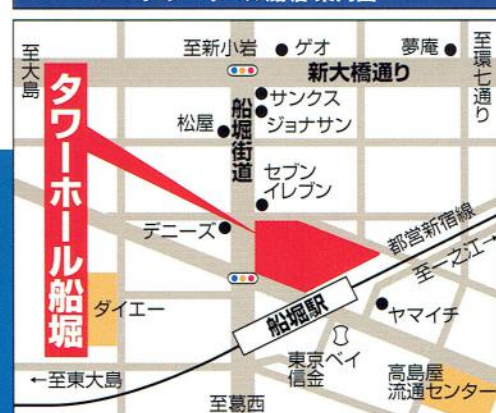 至新小岩
ゲオ
夢庵
至環七通り
至大島
新大橋通り
サンクス
ジョナサン
松屋
船堀街道
セブン
イレブン
タワーホール船堀
デニーズ
都営新宿線
至一之江→
ダイエー
船堀駅
ヤマイチ
東京ベイ
信金
高島屋
流通センター
←至東大島
至葛西